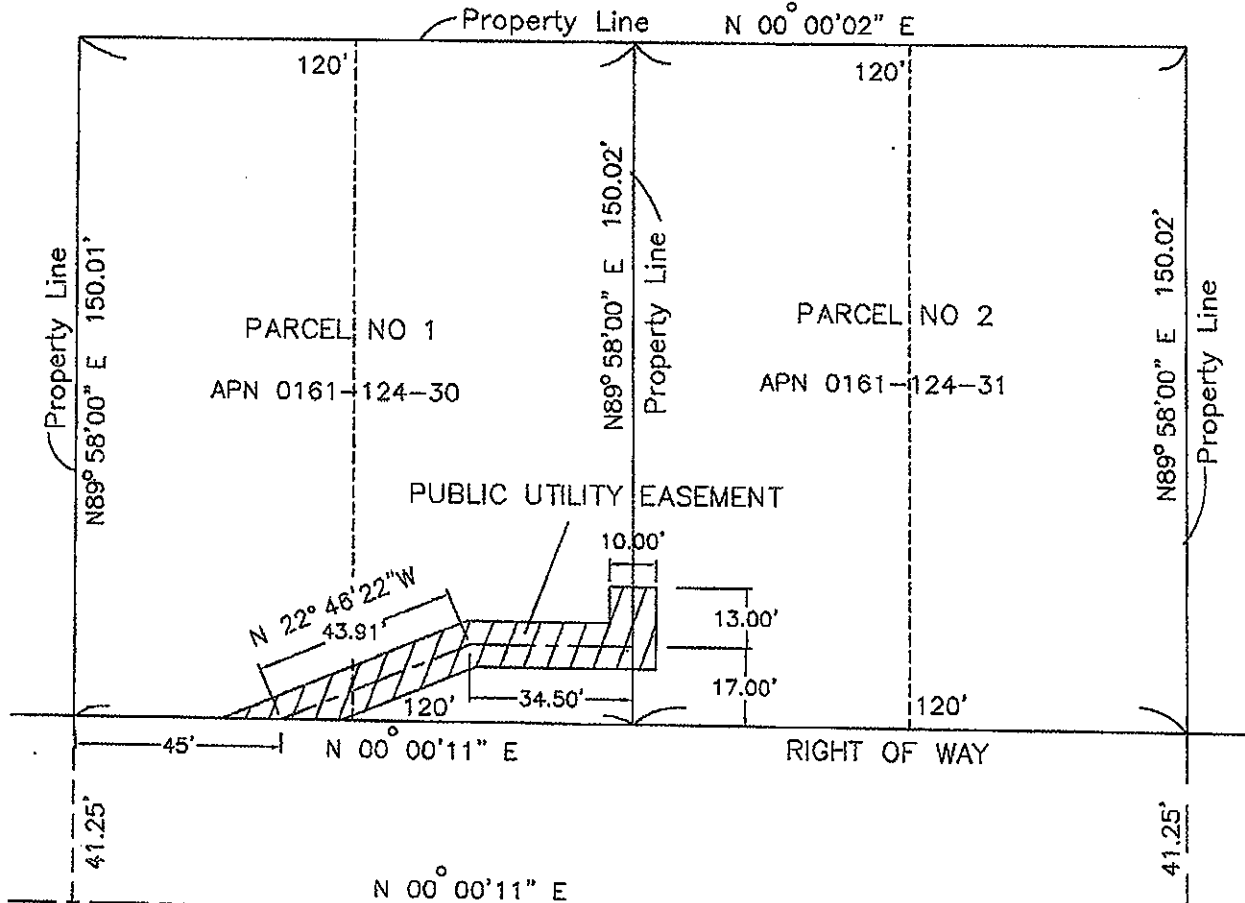 Property Line
N 00° 00'02" E
120'
120'
Property Line
N89° 58'00" E 150.01'
N89° 58'00" E 150.02'
Property Line
N89° 58'00" E 150.02'
Property Line
PARCEL NO 1
APN 0161-124-30
PARCEL NO 2
APN 0161-124-31
PUBLIC UTILITY EASEMENT
10.00'
N 22° 46'22"W
43.91'
13.00'
17.00'
34.50'
120'
120'
45'
N 00° 00'11" E
RIGHT OF WAY
41.25'
41.25'
N 00° 00'11" E